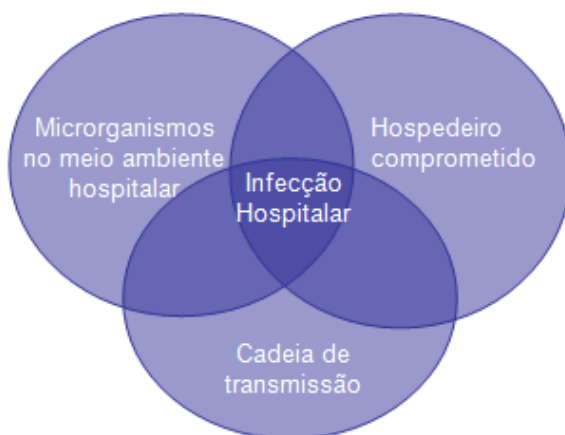 Microrganismos
no meio ambiente
hospitalar
Hospedeiro
comprometido
Infecção
Hospitalar
Cadeia de
transmissão